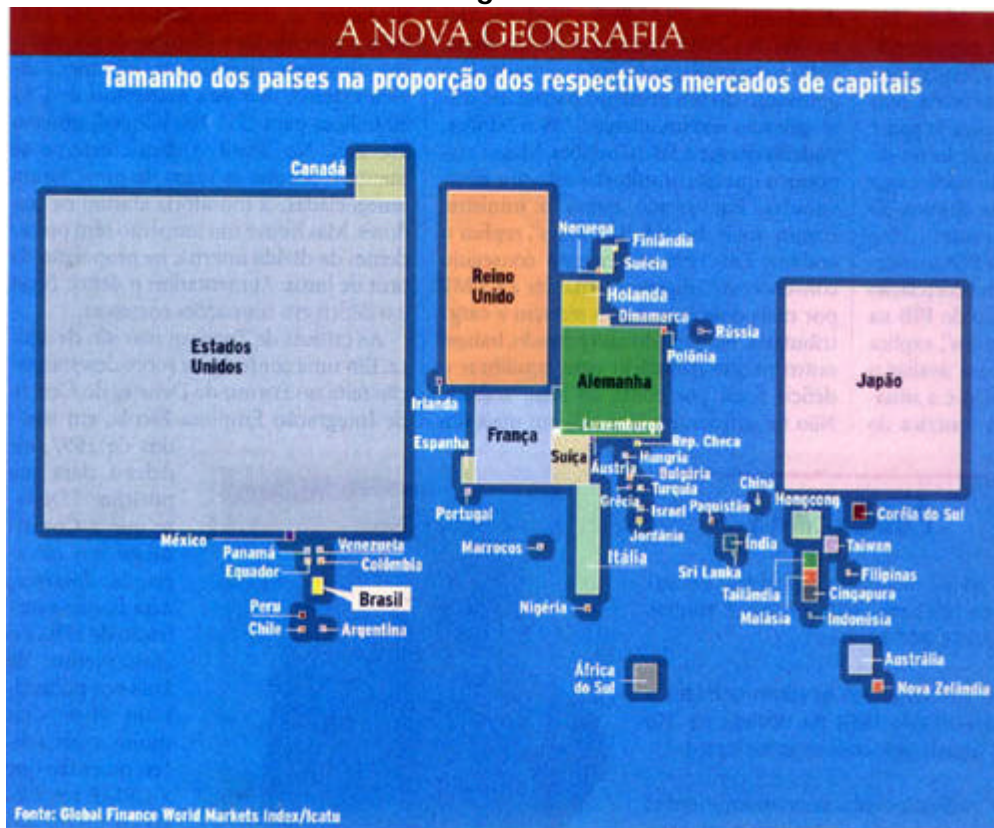 A NOVA GEOGRAFIA
Tamanho dos países na proporção dos respectivos mercados de capitais
Canadá
Estados
Unidos
México
Panamá
Equador
Venezuela
Colômbia
Brasil
Peru
Chile
Argentina
Reino
Unido
Irlanda
Noruega
Finlândia
Suécia
Holanda
Dinamarca
Polônia
Rússia
Alemanha
Luxemburgo
França
Suíça
Espanha
Portugal
Áustria
Rep. Checa
Hungria
Bulgária
Turquia
Grécia
Israel
Jordânia
Itália
Marrocos
Nigéria
África
do Sul
Paquistão
Índia
Sri Lanka
China
Japão
Hongcong
Coréia do Sul
Taiwan
Filipinas
Tailândia
Cingapura
Malásia
Indonésia
Austrália
Nova Zelândia
Fonte: Global Finance World Markets Index/Icatu